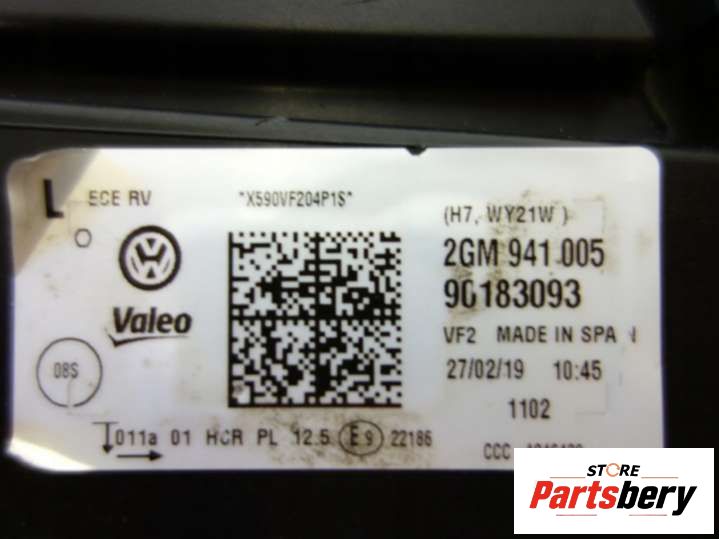 L ECE RV *X590VF204P1S* (H7, WY21W )
2GM 941 005
90183093
Valeo
VF2 MADE IN SPA N
08S
27/02/19 10:45
1102
011a 01 HCR PL 12.5 E9 22186
CCC
STORE
Partsbery